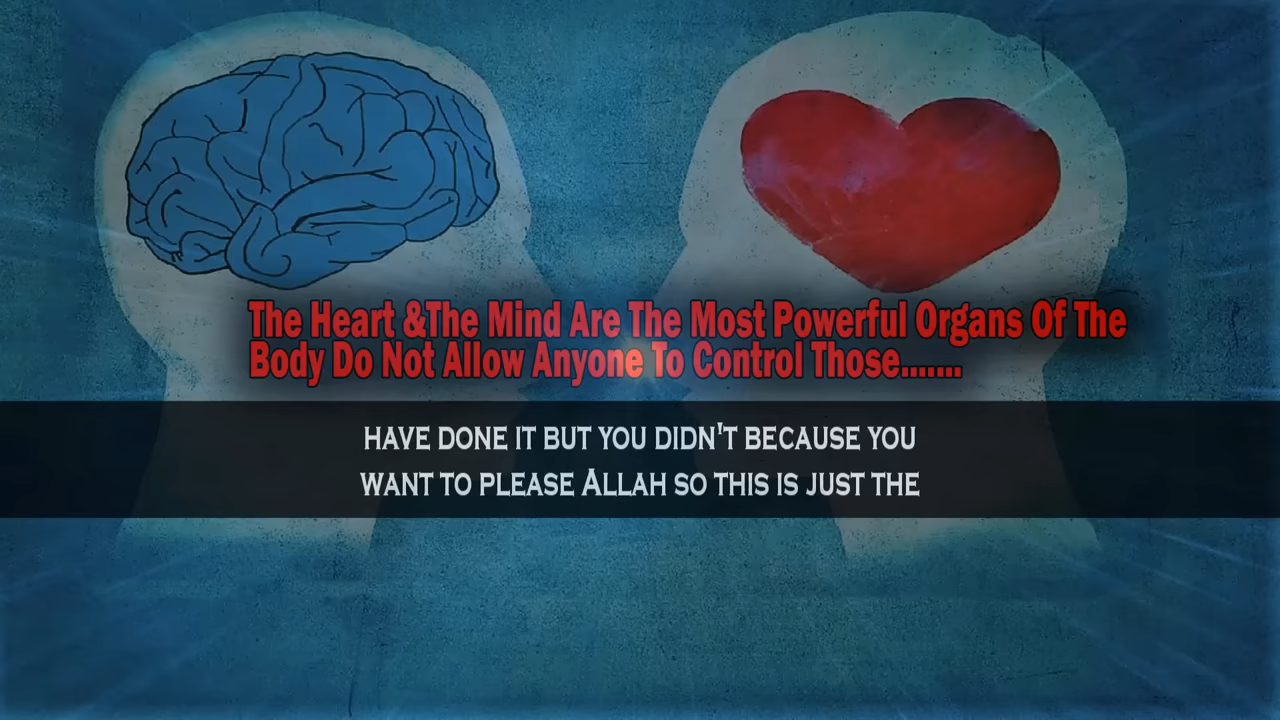 The Heart &The Mind Are The Most Powerful Organs Of The
Body Do Not Allow Anyone To Control Those.......
HAVE DONE IT BUT YOU DIDN'T BECAUSE YOU
WANT TO PLEASE ALLAH SO THIS IS JUST THE